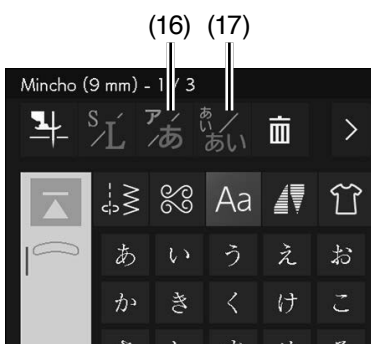 (16) (17)
Mincho (9 mm) - 1 / 3
S/L ア/あ あい/あい
Aa
あ い う え お
か き く け こ